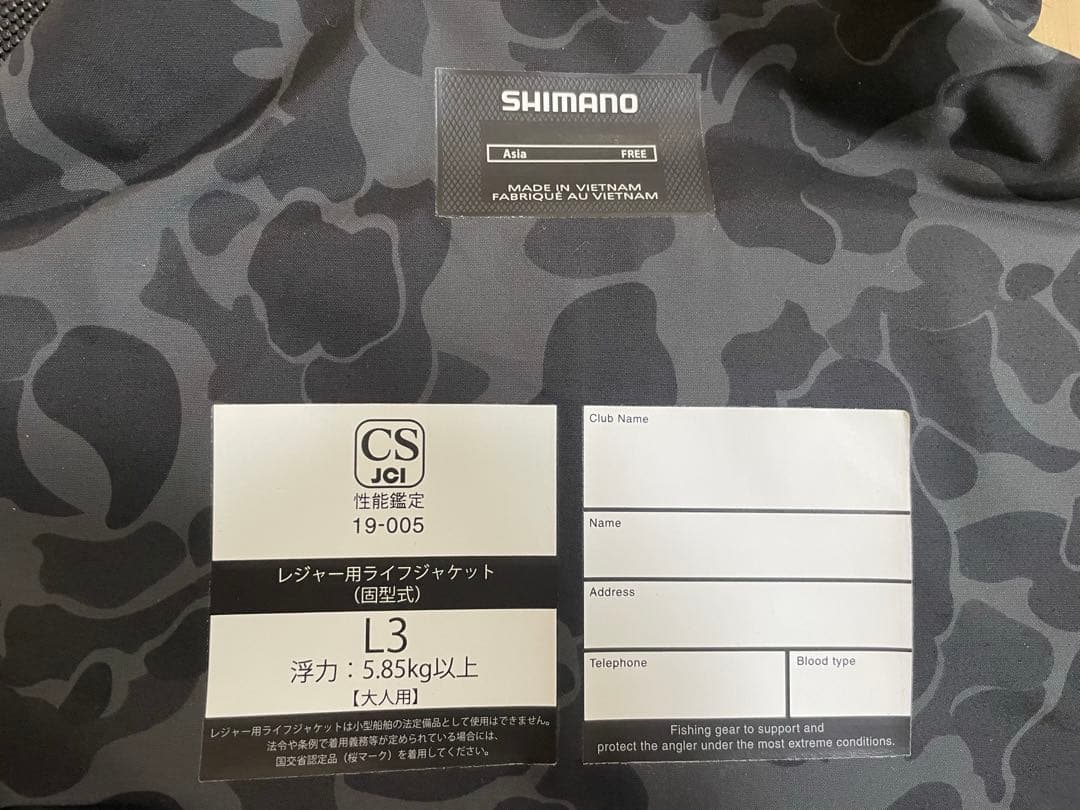 SHIMANO
Asia FREE
MADE IN VIETNAM
FABRIQUÉ AU VIETNAM
CS
JCI
性能鑑定
19-005
レジャー用ライフジャケット
（固型式）
L3
浮力：5.85kg以上
【大人用】
レジャー用ライフジャケットは小型船舶の法定備品として使用はできません。
法令や条例で着用義務等が定められている場合には、
国交省認定品（桜マーク）を着用してください。
Club Name
Name
Address
Telephone
Blood type
Fishing gear to support and
protect the angler under the most extreme conditions.